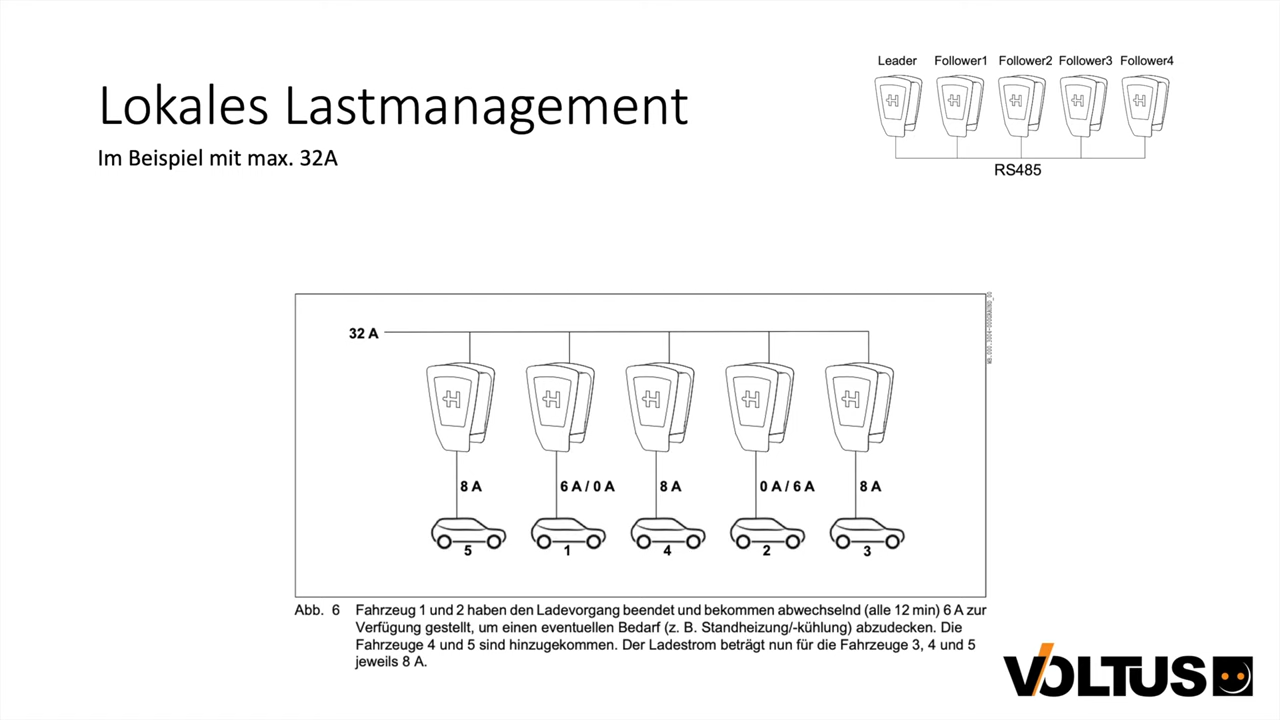 Leader Follower1 Follower2 Follower3 Follower4
Lokales Lastmanagement
Im Beispiel mit max. 32A
RS485
32 A
8 A 6 A / 0 A 8 A 0 A / 6 A 8 A
5 1 4 2 3
Abb. 6 Fahrzeug 1 und 2 haben den Ladevorgang beendet und bekommen abwechselnd (alle 12 min) 6 A zur
Verfügung gestellt, um einen eventuellen Bedarf (z. B. Standheizung/-kühlung) abzudecken. Die
Fahrzeuge 4 und 5 sind hinzugekommen. Der Ladestrom beträgt nun für die Fahrzeuge 3, 4 und 5
jeweils 8 A.
VOLTUS